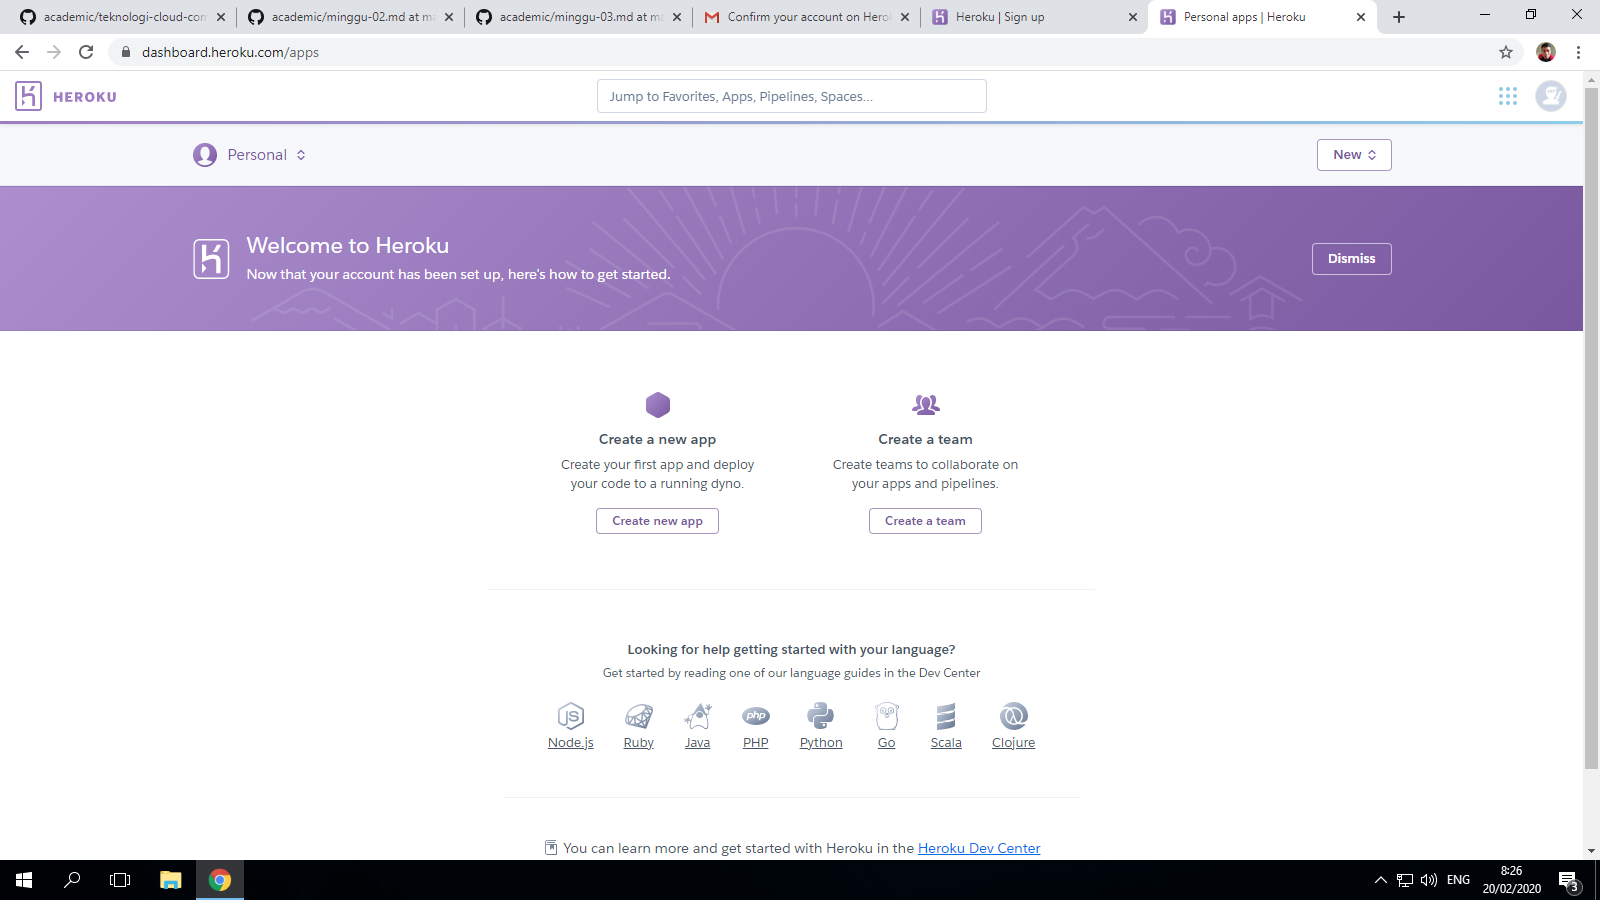 academic/teknologi-cloud-com
academic/minggu-02.md at ma
academic/minggu-03.md at ma
Confirm your account on Herok
Heroku | Sign up
Personal apps | Heroku
dashboard.heroku.com/apps
HEROKU
Jump to Favorites, Apps, Pipelines, Spaces...
Personal
New
Welcome to Heroku
Now that your account has been set up, here's how to get started.
Dismiss
Create a new app
Create your first app and deploy
your code to a running dyno.
Create new app
Create a team
Create teams to collaborate on
your apps and pipelines.
Create a team
Looking for help getting started with your language?
Get started by reading one of our language guides in the Dev Center
JS
php
Node.js
Ruby
Java
PHP
Python
Go
Scala
Clojure
You can learn more and get started with Heroku in the Heroku Dev Center
ENG
8:26
20/02/2020
3